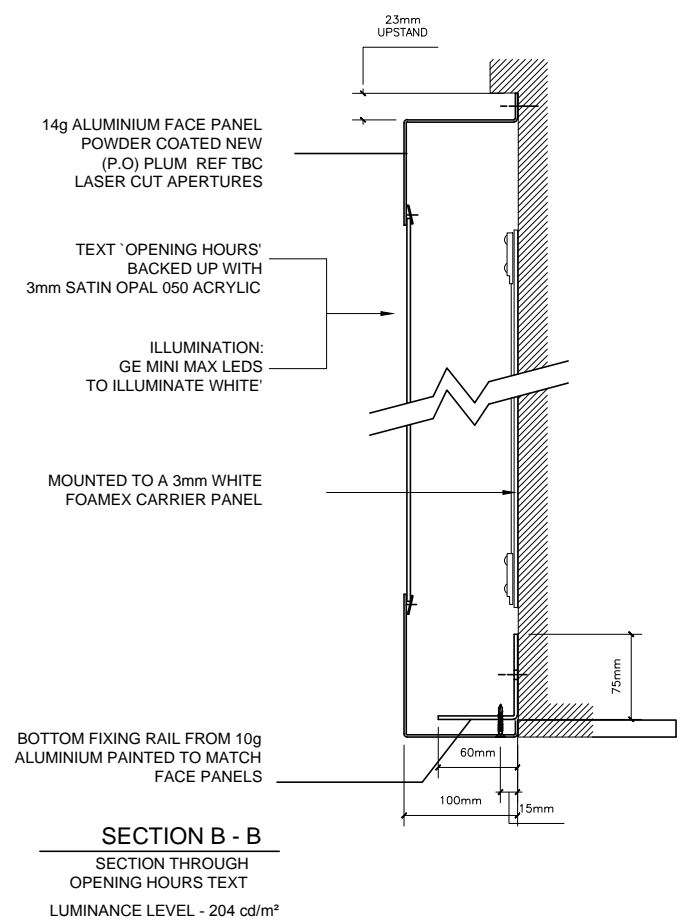 23mm
UPSTAND
14g ALUMINIUM FACE PANEL
POWDER COATED NEW
(P.O) PLUM  REF TBC
LASER CUT APERTURES
TEXT `OPENING HOURS'
BACKED UP WITH
3mm SATIN OPAL 050 ACRYLIC
ILLUMINATION:
GE MINI MAX LEDS
TO ILLUMINATE WHITE'
MOUNTED TO A 3mm WHITE
FOAMEX CARRIER PANEL
75mm
BOTTOM FIXING RAIL FROM 10g
ALUMINIUM PAINTED TO MATCH
FACE PANELS
60mm
100mm
15mm
SECTION B - B
SECTION THROUGH
OPENING HOURS TEXT
LUMINANCE LEVEL - 204 cd/m²